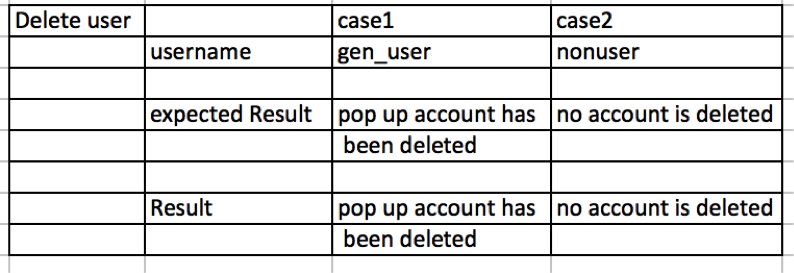 Delete user case1 case2
username gen_user nonuser
expected Result pop up account has no account is deleted
been deleted
Result pop up account has no account is deleted
been deleted